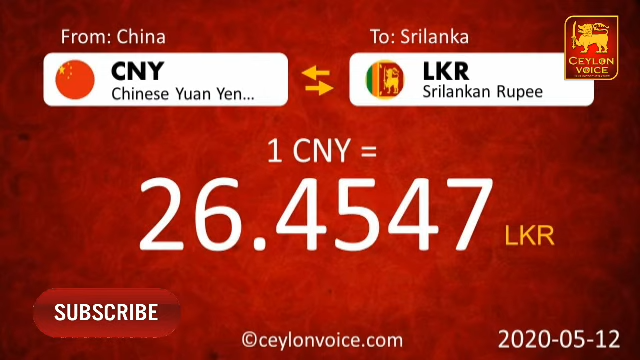 From: China
To: Srilanka
CNY
Chinese Yuan Yen...
LKR
Srilankan Rupee
CEYLON
VOICE
1 CNY =
26.4547 LKR
SUBSCRIBE
©ceylonvoice.com
2020-05-12